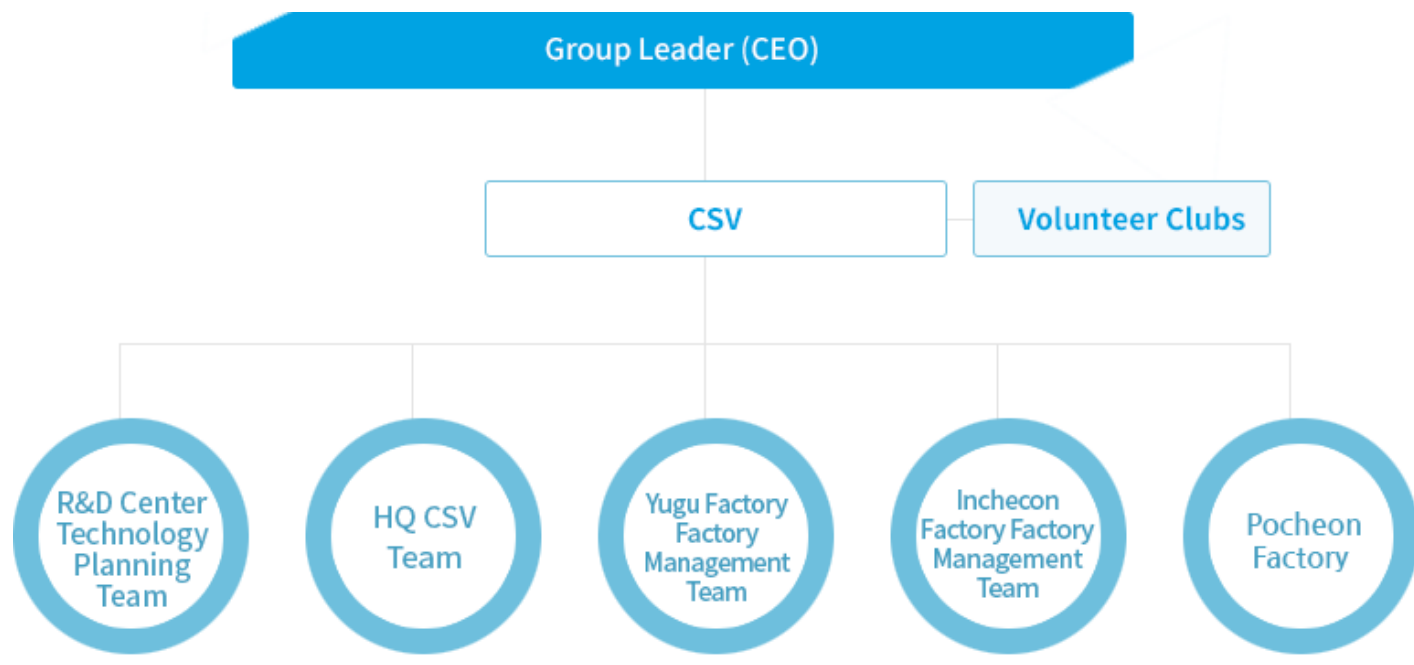 Group Leader (CEO)
CSV
Volunteer Clubs
R&D Center
Technology
Planning
Team
HQ CSV
Team
Yugu Factory
Factory
Management
Team
Inchecon
Factory Factory
Management
Team
Pocheon
Factory